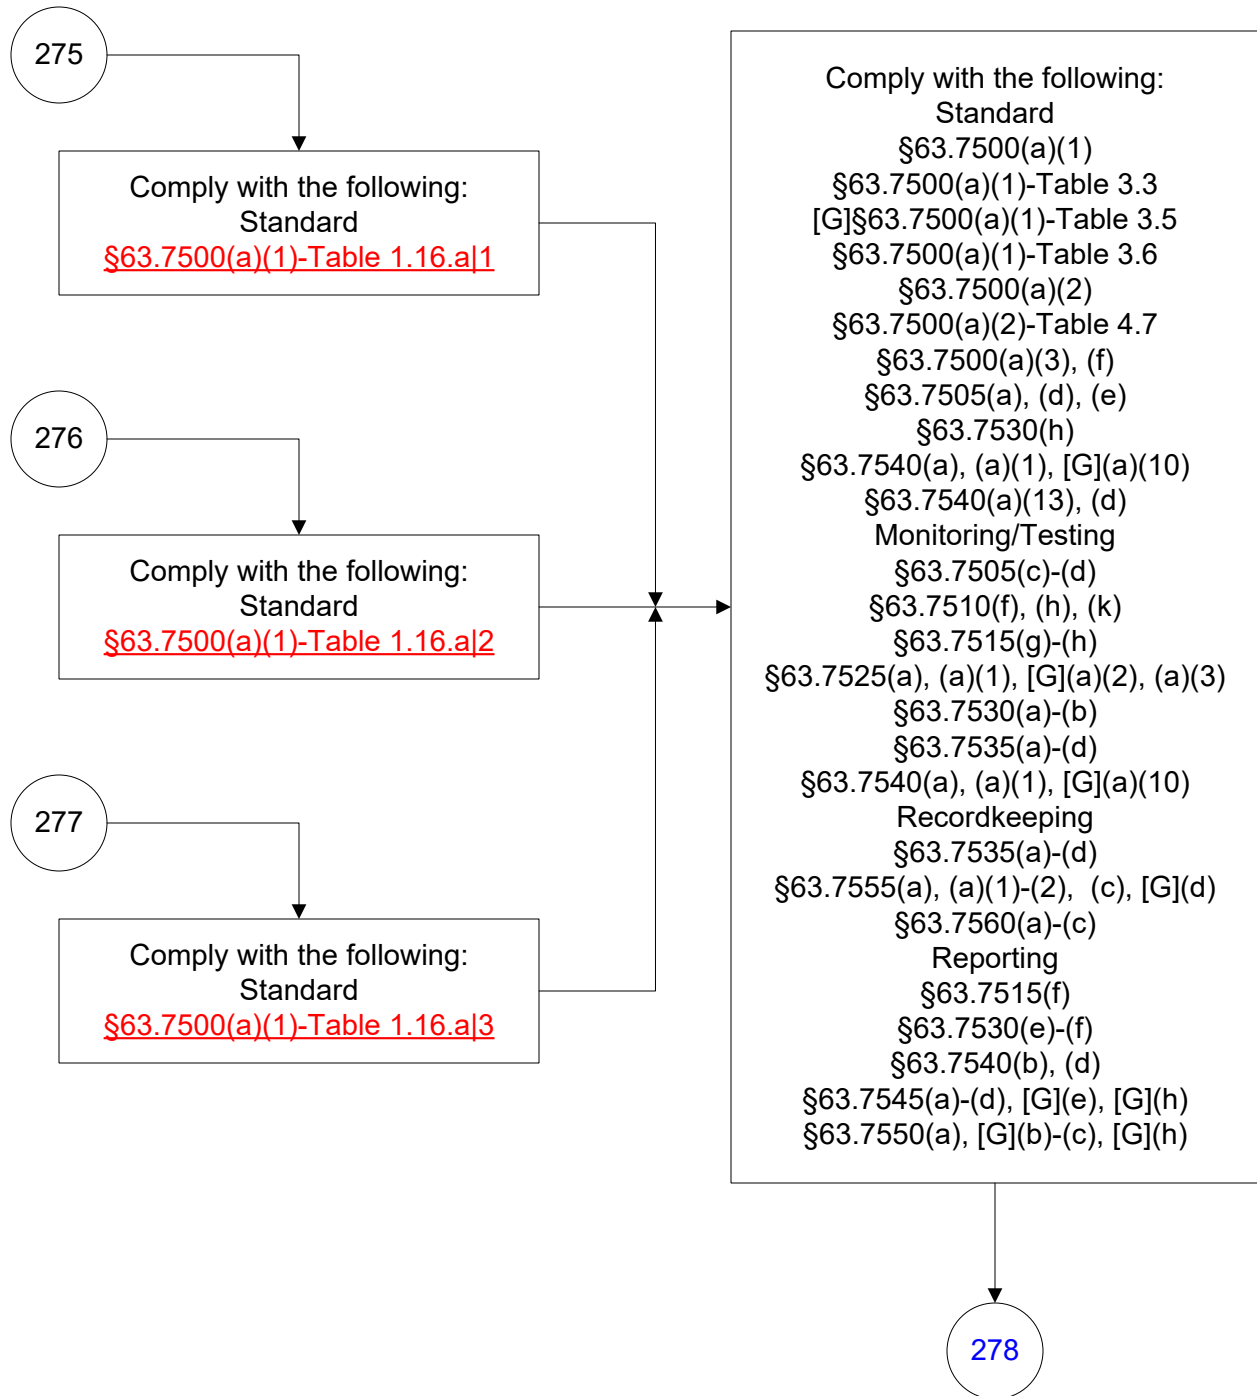 275
Comply with the following:
Standard
§63.7500(a)(1)-Table 1.16.a|1
276
Comply with the following:
Standard
§63.7500(a)(1)-Table 1.16.a|2
277
Comply with the following:
Standard
§63.7500(a)(1)-Table 1.16.a|3
Comply with the following:
Standard
§63.7500(a)(1)
§63.7500(a)(1)-Table 3.3
[G]§63.7500(a)(1)-Table 3.5
§63.7500(a)(1)-Table 3.6
§63.7500(a)(2)
§63.7500(a)(2)-Table 4.7
§63.7500(a)(3), (f)
§63.7505(a), (d), (e)
§63.7530(h)
§63.7540(a), (a)(1), [G](a)(10)
§63.7540(a)(13), (d)
Monitoring/Testing
§63.7505(c)-(d)
§63.7510(f), (h), (k)
§63.7515(g)-(h)
§63.7525(a), (a)(1), [G](a)(2), (a)(3)
§63.7530(a)-(b)
§63.7535(a)-(d)
§63.7540(a), (a)(1), [G](a)(10)
Recordkeeping
§63.7535(a)-(d)
§63.7555(a), (a)(1)-(2), (c), [G](d)
§63.7560(a)-(c)
Reporting
§63.7515(f)
§63.7530(e)-(f)
§63.7540(b), (d)
§63.7545(a)-(d), [G](e), [G](h)
§63.7550(a), [G](b)-(c), [G](h)
278